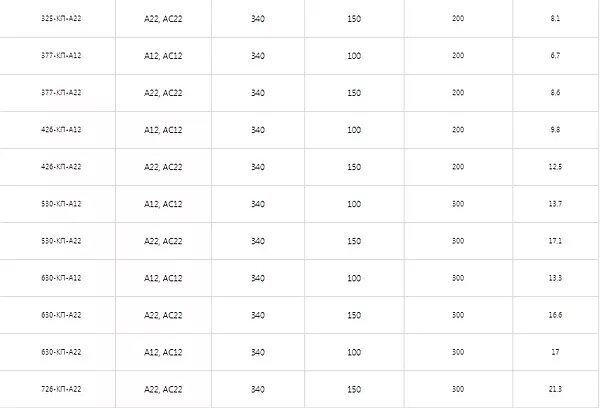 325-КП-А22 А22, АС22 340 150 200 8,1
377-КП-А12 А12, АС12 340 100 200 6,7
377-КП-А22 А22, АС22 340 150 200 8,6
426-КП-А12 А12, АС12 340 100 200 9,8
426-КП-А22 А22, АС22 340 150 200 12,5
530-КП-А12 А12, АС12 340 100 300 13,7
530-КП-А22 А22, АС22 340 150 300 17,1
630-КП-А12 А12, АС12 340 100 300 13,3
630-КП-А22 А22, АС22 340 150 300 16,6
630-КП-А22 А12, АС12 340 100 300 17
726-КП-А22 А22, АС22 340 150 300 21,3